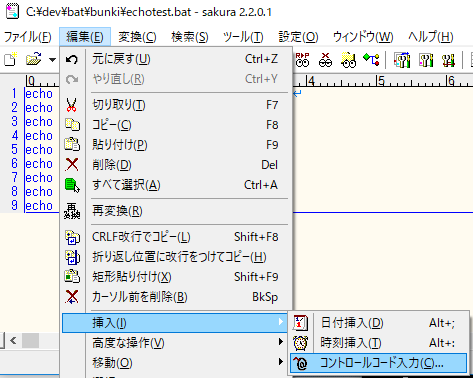 C:¥dev¥bat¥bunki¥echotest.bat - sakura 2.2.0.1
ファイル(F) 編集(E) 変換(C) 検索(S) ツール(T) 設定(O) ウィンドウ(W) ヘルプ(H)
元に戻す(U) Ctrl+Z
やり直し(R) Ctrl+Y
切り取り(T) F7
コピー(C) F8
貼り付け(P) F9
削除(D) Del
すべて選択(A) Ctrl+A
再変換 再変換(R)
CRLF改行でコピー(L) Shift+F8
折り返し位置に改行をつけてコピー(H)
矩形貼り付け(X) Shift+F9
カーソル前を削除(B) BkSp
挿入(I)
高度な操作(V)
移動(O)
日付挿入(D) Alt+;
時刻挿入(T) Alt+:
コントロールコード入力(C)...
0 4 5 6
1 echo
2 echo
3 echo
4 echo
5 echo
6 echo
7 echo
8 echo
9 echo